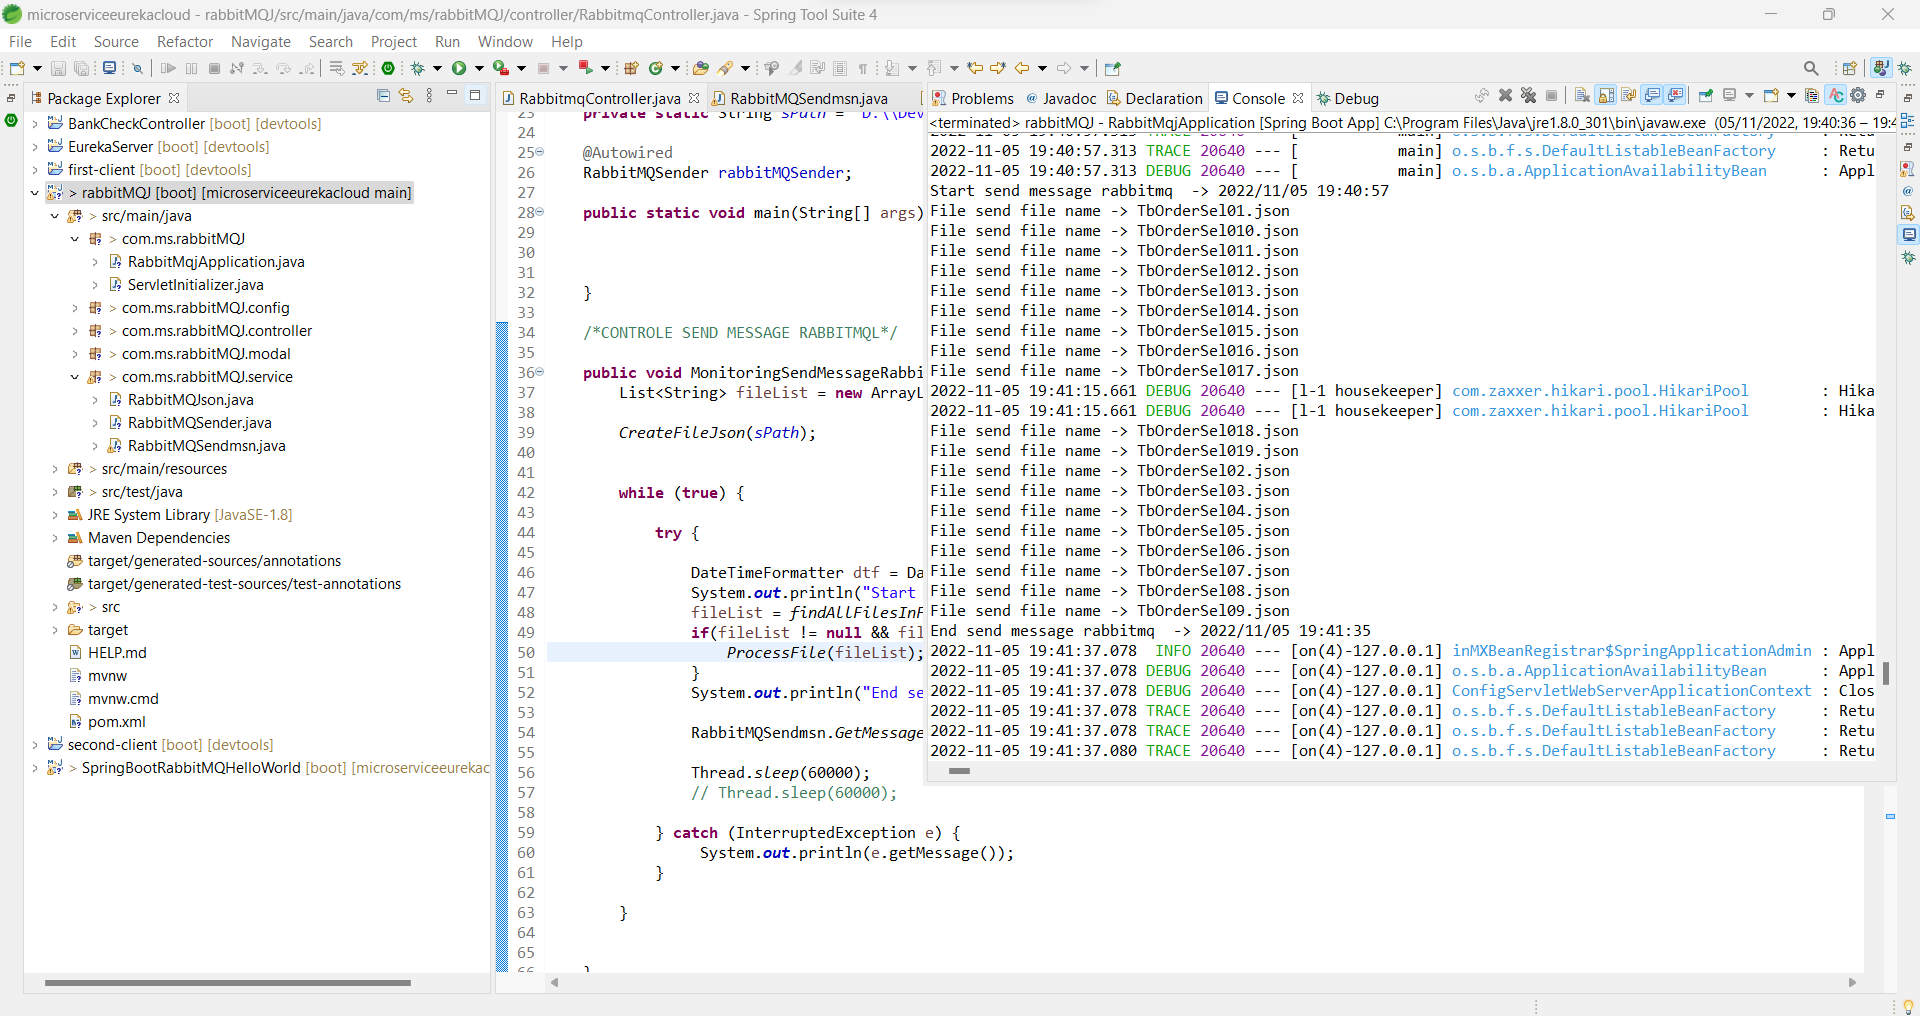 microserviceeurekacloud - rabbitMQJ/src/main/java/com/ms/rabbitMQJ/controller/RabbitmqController.java - Spring Tool Suite 4
File Edit Source Refactor Navigate Search Project Run Window Help
Package Explorer
BankCheckController [boot] [devtools]
EurekaServer [boot] [devtools]
first-client [boot] [devtools]
> rabbitMQJ [boot] [microserviceeurekacloud main]
> src/main/java
> com.ms.rabbitMQJ
RabbitMqjApplication.java
ServletInitializer.java
> com.ms.rabbitMQJ.config
> com.ms.rabbitMQJ.controller
> com.ms.rabbitMQJ.modal
> com.ms.rabbitMQJ.service
RabbitMQJson.java
RabbitMQSender.java
RabbitMQSendmsn.java
> src/main/resources
> src/test/java
JRE System Library [JavaSE-1.8]
Maven Dependencies
target/generated-sources/annotations
target/generated-test-sources/test-annotations
> src
target
HELP.md
mvnw
mvnw.cmd
pom.xml
second-client [boot] [devtools]
> SpringBootRabbitMQHelloWorld [boot] [microserviceeurekac
RabbitmqController.java RabbitMQSendmsn.java
23 private static String sPath = "D:\\Dev
24
25 @Autowired
26 RabbitMQSender rabbitMQSender;
27
28 public static void main(String[] args)
29
30
31
32 }
33
34 /*CONTROLE SEND MESSAGE RABBITMQL*/
35
36 public void MonitoringSendMessageRabbi
37 List<String> fileList = new ArrayL
38
39 CreateFileJson(sPath);
40
41
42 while (true) {
43
44 try {
45
46 DateTimeFormatter dtf = Da
47 System.out.println("Start
48 fileList = findAllFilesInF
49 if(fileList != null && fil
50 ProcessFile(fileList);
51 }
52 System.out.println("End se
53
54 RabbitMQSendmsn.GetMessage
55
56 Thread.sleep(60000);
57 // Thread.sleep(60000);
58
59 } catch (InterruptedException e) {
60 System.out.println(e.getMessage());
61 }
62
63 }
64
65
66 }
Problems Javadoc Declaration Console Debug
<terminated> rabbitMQJ - RabbitMqjApplication [Spring Boot App] C:\Program Files\Java\jre1.8.0_301\bin\javaw.exe (05/11/2022, 19:40:36 – 19:4
2022-11-05 19:40:57.313 TRACE 20640 --- [ main] o.s.b.f.s.DefaultListableBeanFactory : Retu
2022-11-05 19:40:57.313 TRACE 20640 --- [ main] o.s.b.f.s.DefaultListableBeanFactory : Retu
2022-11-05 19:40:57.313 DEBUG 20640 --- [ main] o.s.b.a.ApplicationAvailabilityBean : Appl
Start send message rabbitmq -> 2022/11/05 19:40:57
File send file name -> TbOrderSel01.json
File send file name -> TbOrderSel010.json
File send file name -> TbOrderSel011.json
File send file name -> TbOrderSel012.json
File send file name -> TbOrderSel013.json
File send file name -> TbOrderSel014.json
File send file name -> TbOrderSel015.json
File send file name -> TbOrderSel016.json
File send file name -> TbOrderSel017.json
2022-11-05 19:41:15.661 DEBUG 20640 --- [l-1 housekeeper] com.zaxxer.hikari.pool.HikariPool : Hika
2022-11-05 19:41:15.661 DEBUG 20640 --- [l-1 housekeeper] com.zaxxer.hikari.pool.HikariPool : Hika
File send file name -> TbOrderSel018.json
File send file name -> TbOrderSel019.json
File send file name -> TbOrderSel02.json
File send file name -> TbOrderSel03.json
File send file name -> TbOrderSel04.json
File send file name -> TbOrderSel05.json
File send file name -> TbOrderSel06.json
File send file name -> TbOrderSel07.json
File send file name -> TbOrderSel08.json
File send file name -> TbOrderSel09.json
End send message rabbitmq -> 2022/11/05 19:41:35
2022-11-05 19:41:37.078 INFO 20640 --- [on(4)-127.0.0.1] inMXBeanRegistrar$SpringApplicationAdmin : Appl
2022-11-05 19:41:37.078 DEBUG 20640 --- [on(4)-127.0.0.1] o.s.b.a.ApplicationAvailabilityBean : Appl
2022-11-05 19:41:37.078 DEBUG 20640 --- [on(4)-127.0.0.1] ConfigServletWebServerApplicationContext : Clos
2022-11-05 19:41:37.078 TRACE 20640 --- [on(4)-127.0.0.1] o.s.b.f.s.DefaultListableBeanFactory : Retu
2022-11-05 19:41:37.078 TRACE 20640 --- [on(4)-127.0.0.1] o.s.b.f.s.DefaultListableBeanFactory : Retu
2022-11-05 19:41:37.080 TRACE 20640 --- [on(4)-127.0.0.1] o.s.b.f.s.DefaultListableBeanFactory : Retu